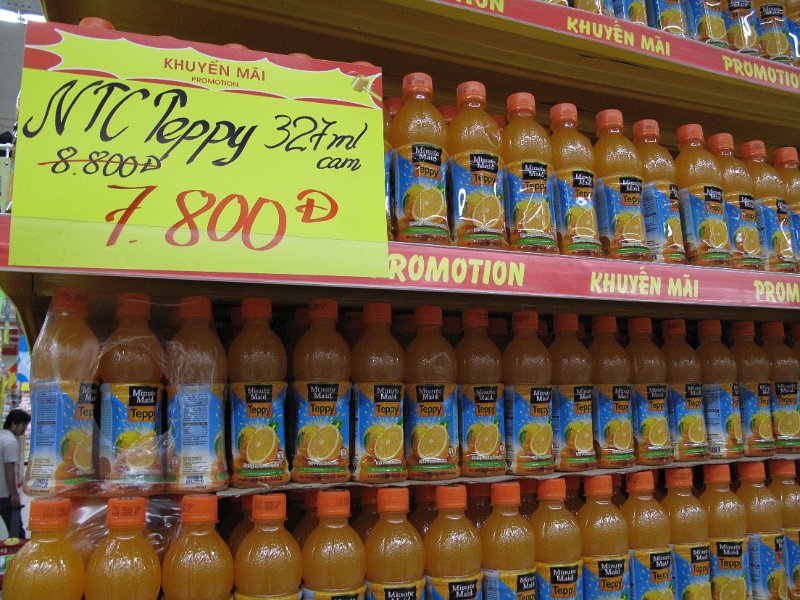 KHUYẾN MÃI
PROMOTION
KHUYẾN MÃI
PROMOTION
NTC Teppy 327ml
cam
8.800Đ
7.800 Đ
PROMOTION
KHUYẾN MÃI
PROM
Minute
Maid
Teppy